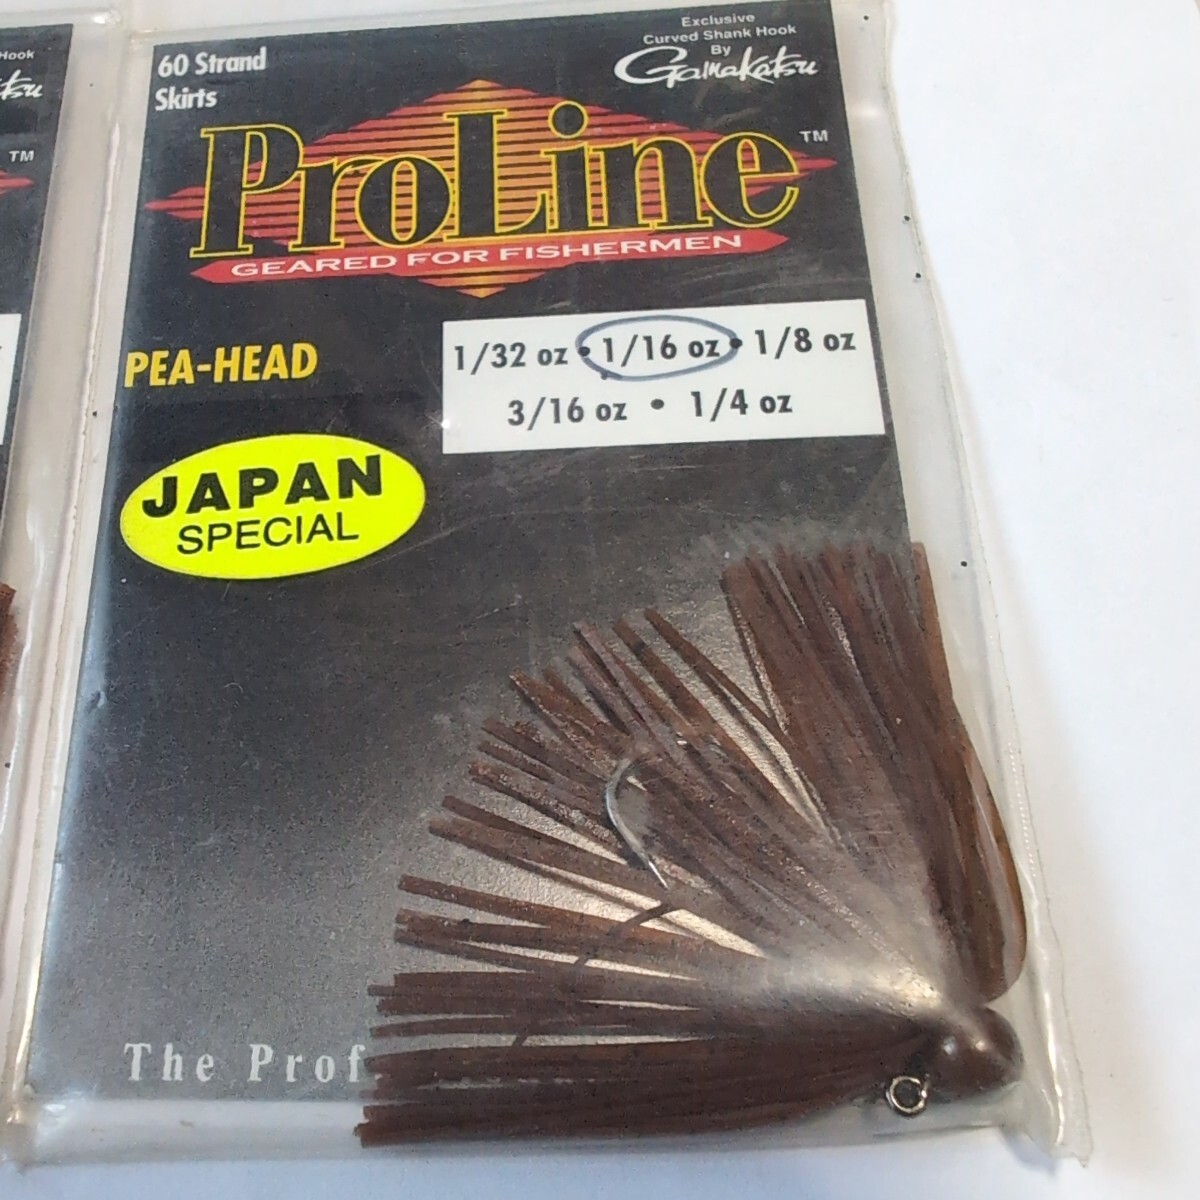 Hook
TM
60 Strand
Skirts
Exclusive
Curved Shank Hook
By
Gamakatsu
ProLine TM
GEARED FOR FISHERMEN
PEA-HEAD
1/32 oz • 1/16 oz • 1/8 oz
3/16 oz • 1/4 oz
JAPAN
SPECIAL
The Prof